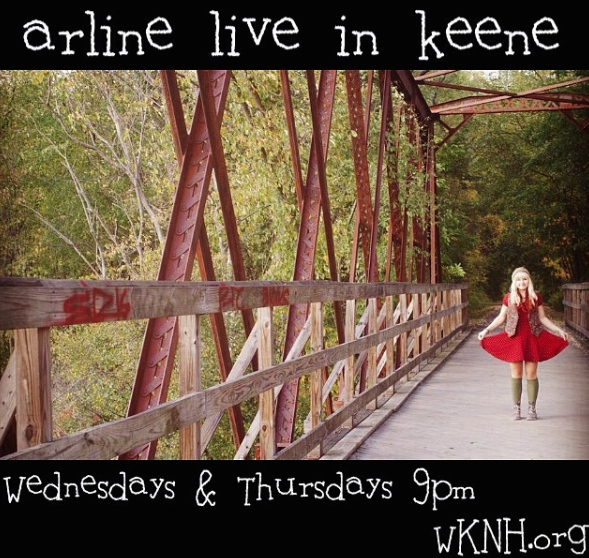 arline live in keene
Wednesdays & Thursdays 9pm
WKNH.org